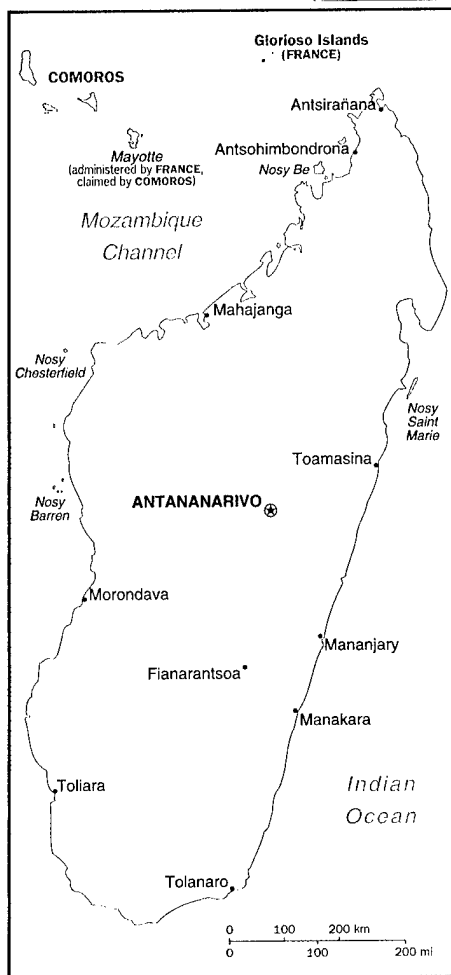 Glorioso Islands
(FRANCE)
COMOROS
Antsirañana
Antsohimbondrona
Nosy Be
Mayotte
(administered by FRANCE,
claimed by COMOROS)
Mozambique
Channel
Mahajanga
Nosy
Chesterfield
Nosy
Saint
Marie
Toamasina
ANTANANARIVO
Nosy
Barren
Morondava
Mananjary
Fianarantsoa
Manakara
Toliara
Indian
Ocean
Tolanaro
0 100 200 km
0 100 200 mi